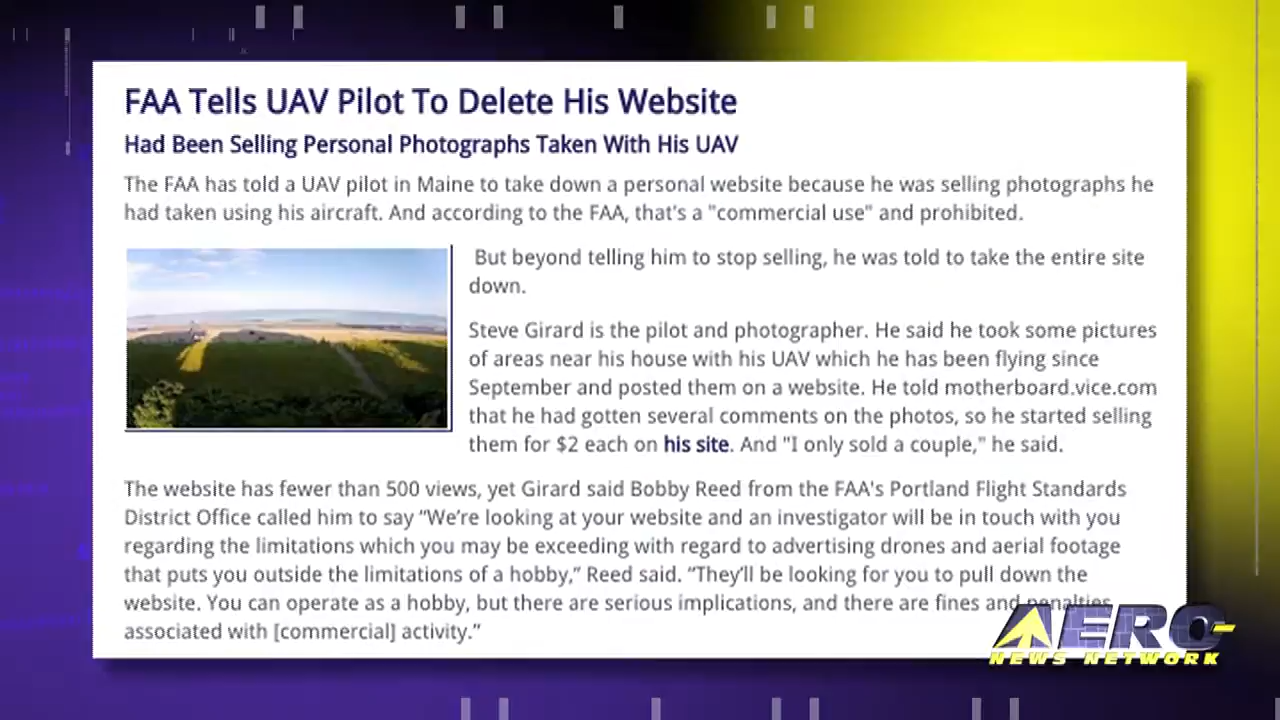 FAA Tells UAV Pilot To Delete His Website
Had Been Selling Personal Photographs Taken With His UAV
The FAA has told a UAV pilot in Maine to take down a personal website because he was selling photographs he
had taken using his aircraft. And according to the FAA, that's a "commercial use" and prohibited.
But beyond telling him to stop selling, he was told to take the entire site
down.
Steve Girard is the pilot and photographer. He said he took some pictures
of areas near his house with his UAV which he has been flying since
September and posted them on a website. He told motherboard.vice.com
that he had gotten several comments on the photos, so he started selling
them for $2 each on his site. And "I only sold a couple," he said.
The website has fewer than 500 views, yet Girard said Bobby Reed from the FAA's Portland Flight Standards
District Office called him to say “We’re looking at your website and an investigator will be in touch with you
regarding the limitations which you may be exceeding with regard to advertising drones and aerial footage
that puts you outside the limitations of a hobby,” Reed said. “They’ll be looking for you to pull down the
website. You can operate as a hobby, but there are serious implications, and there are fines and penalties
associated with [commercial] activity.”
AERO
NEWS NETWORK